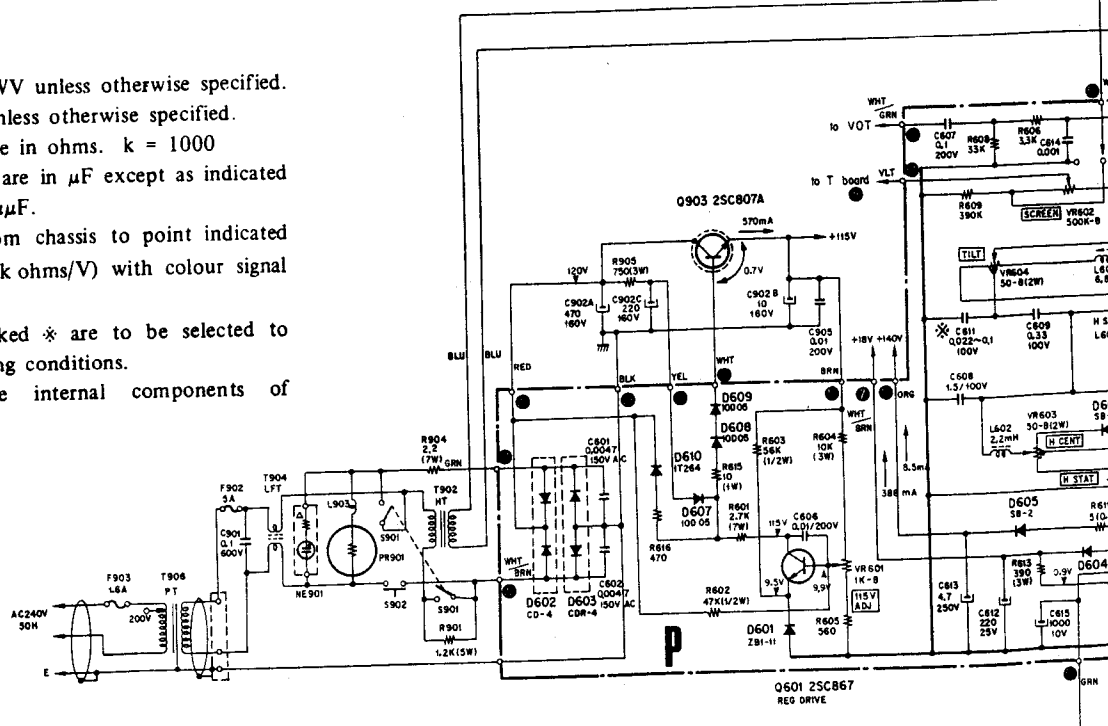 WV unless otherwise specified.
nless otherwise specified.
e in ohms. k = 1000
are in μF except as indicated
μμF.
om chassis to point indicated
k ohms/V) with colour signal
ked ※ are to be selected to
ng conditions.
e internal components of
WHT/GRN
to VOT
C607
0.1
200V
R608
33K
R606
3.3K
C614
0.001
to T board
VLT
R609
390K
SCREEN
VR602
500K-B
Q903 2SC807A
570mA
+115V
0.7V
120V
R905
750(3W)
C902A
470
160V
C902C
220
160V
C902B
10
160V
C905
0.01
200V
TILT
VR604
50-B(2W)
※
C611
0.022~0.1
100V
C609
0.33
100V
H S
+18V +140V
C608
1.5/100V
BLU
BLU
RED
BLK
YEL
WHT
BRN
ORG
WHT/BRN
D609
10D05
D608
10D05
R615
10
(1W)
D610
1T264
D607
10D05
R601
2.7K
(7W)
R603
56K
(1/2W)
R604
10K
(3W)
C606
0.01/200V
115V
9.5V
9.9V
VR601
1K-B
115V ADJ
R605
560
L602
2.2mH
VR603
50-B(2W)
H CENT
H STAT
8.5m
388 mA
D605
SB-2
D604
R613
390
(3W)
0.9V
C613
4.7
250V
C612
220
25V
C615
1000
10V
GRN
R904
2.2
(7W)
GRN
C601
0.0047
150V AC
C602
0.0047
150V AC
D602
CD-4
D603
CDR-4
R616
470
R602
47K(1/2W)
D601
ZB1-11
P
Q601 2SC867
REG DRIVE
F902
5A
T904
LFT
C901
0.1
600V
L903
PR901
NE901
S901
S902
S901
T902
HT
R901
1.2K(5W)
WHT/BRN
F903
1.6A
T906
PT
200V
AC240V
50H
E